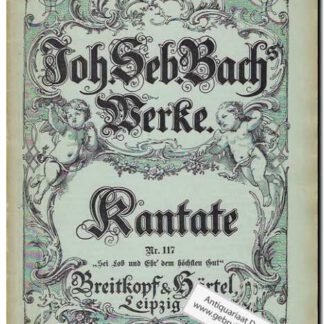 Joh. Seb. Bach's
Werke.
Kantate
Nr. 117
„Sei Lob und Ehr' dem höchsten Gut"
Breitkopf & Härtel
Leipzig
Antiquariaat
www.gebr